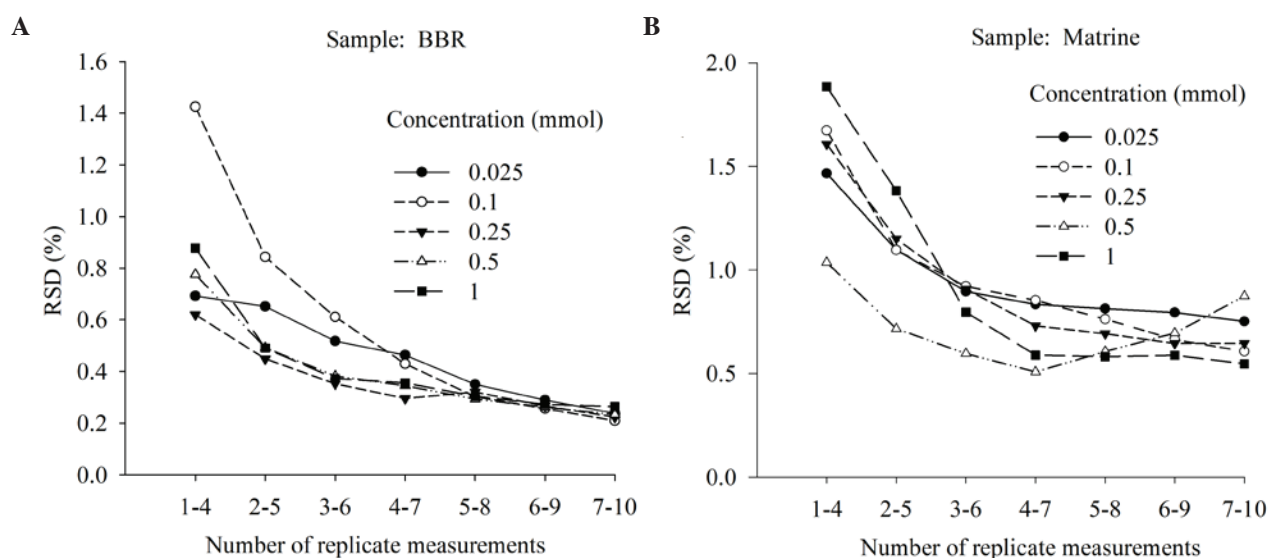 A
Sample: BBR
1.6
1.4
1.2
1.0
0.8
0.6
0.4
0.2
0.0
RSD (%)
Concentration (mmol)
0.025
0.1
0.25
0.5
1
1-4 2-5 3-6 4-7 5-8 6-9 7-10
Number of replicate measurements
B
Sample: Matrine
2.0
1.5
1.0
0.5
0.0
RSD (%)
Concentration (mmol)
0.025
0.1
0.25
0.5
1
1-4 2-5 3-6 4-7 5-8 6-9 7-10
Number of replicate measurements